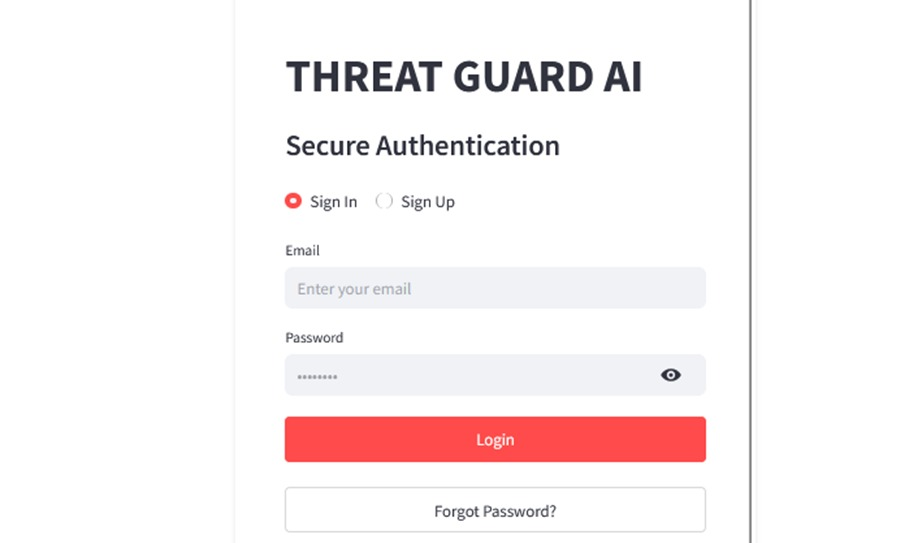 THREAT GUARD AI
Secure Authentication
Sign In Sign Up
Email
Enter your email
Password
••••••••
Login
Forgot Password?